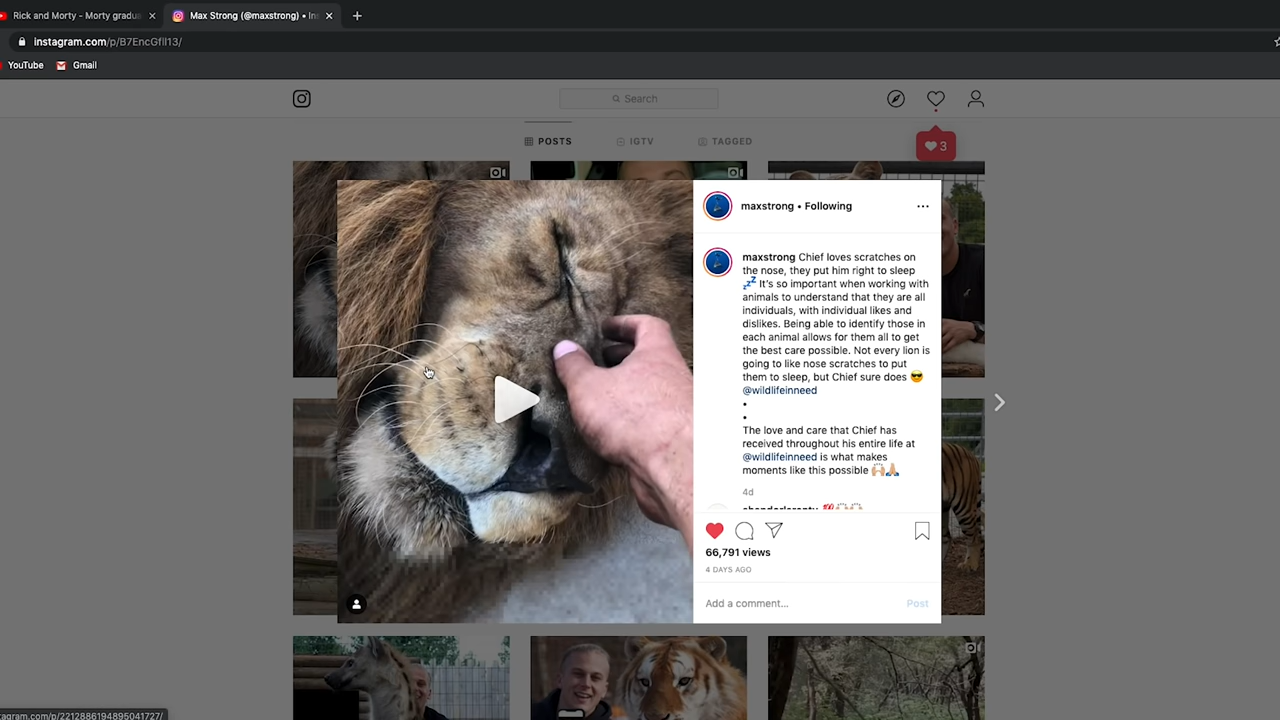 Rick and Morty - Morty gradua
Max Strong (@maxstrong) • In
instagram.com/p/B7EncGfil13/
YouTube
Gmail
Search
POSTS
IGTV
TAGGED
3
maxstrong • Following
maxstrong Chief loves scratches on
the nose, they put him right to sleep
💤 It's so important when working with
animals to understand that they are all
individuals, with individual likes and
dislikes. Being able to identify those in
each animal allows for them all to get
the best care possible. Not every lion is
going to like nose scratches to put
them to sleep, but Chief sure does 😎
@wildlifeinneed
•
•
The love and care that Chief has
received throughout his entire life at
@wildlifeinneed is what makes
moments like this possible 🙌🏼🙏🏼
4d
66,791 views
4 DAYS AGO
Add a comment...
Post
tagram.com/p/2212886194895041727/